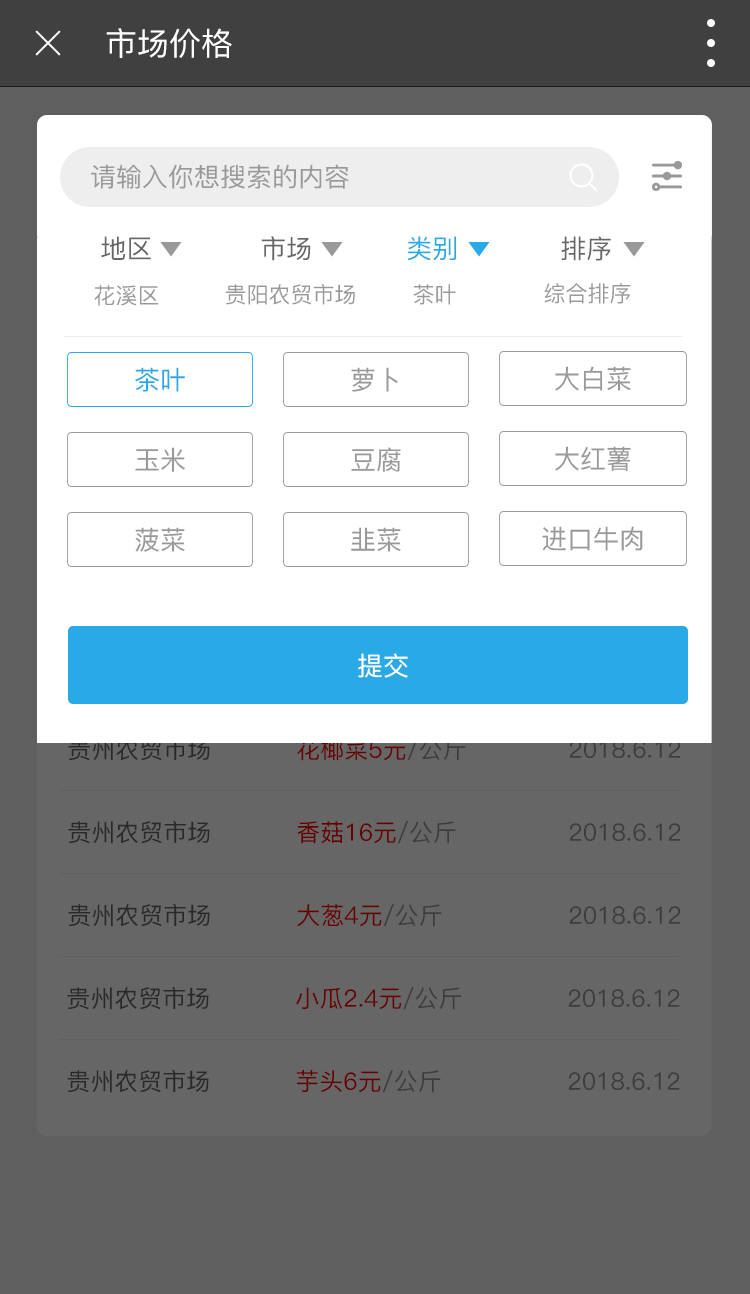 市场价格
请输入你想搜索的内容
地区 市场 类别 排序
花溪区 贵阳农贸市场 茶叶 综合排序
茶叶 萝卜 大白菜
玉米 豆腐 大红薯
菠菜 韭菜 进口牛肉
提交
贵州农贸市场 花椰菜5元/公斤 2018.6.12
贵州农贸市场 香菇16元/公斤 2018.6.12
贵州农贸市场 大葱4元/公斤 2018.6.12
贵州农贸市场 小瓜2.4元/公斤 2018.6.12
贵州农贸市场 芋头6元/公斤 2018.6.12